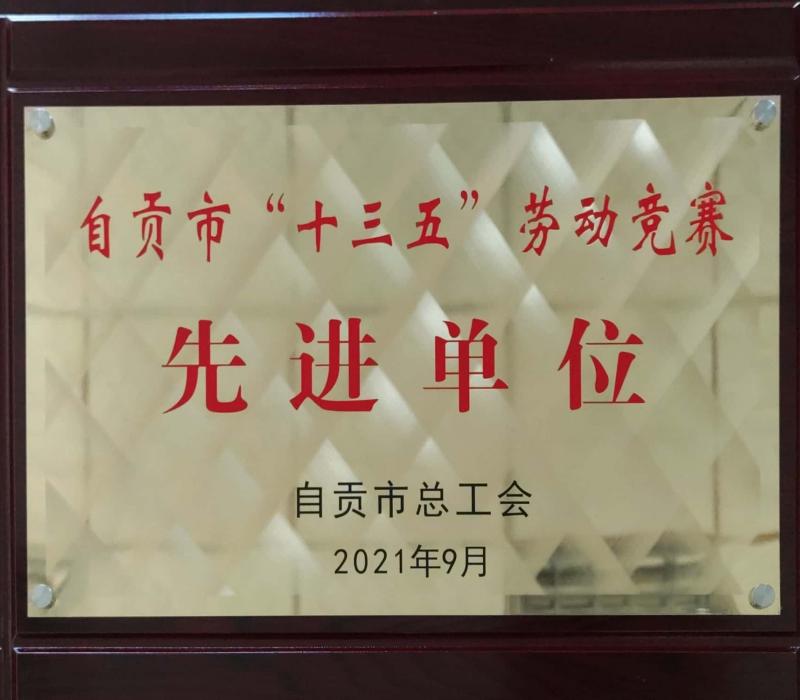 自贡市“十三五”劳动竞赛
先进单位
自贡市总工会
2021年9月